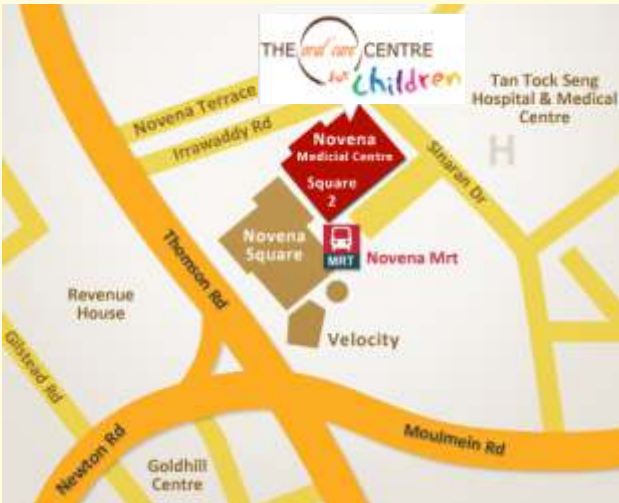 THE oral care CENTRE
for children
Tan Tock Seng
Hospital & Medical
Centre
H
Novena Terrace
Irrawaddy Rd
Novena
Medicial Centre
Square
2
Sinaran Dr
Novena
Square
MRT
Novena Mrt
Thomson Rd
Revenue
House
Velocity
Gilstead Rd
Newton Rd
Moulmein Rd
Goldhill
Centre